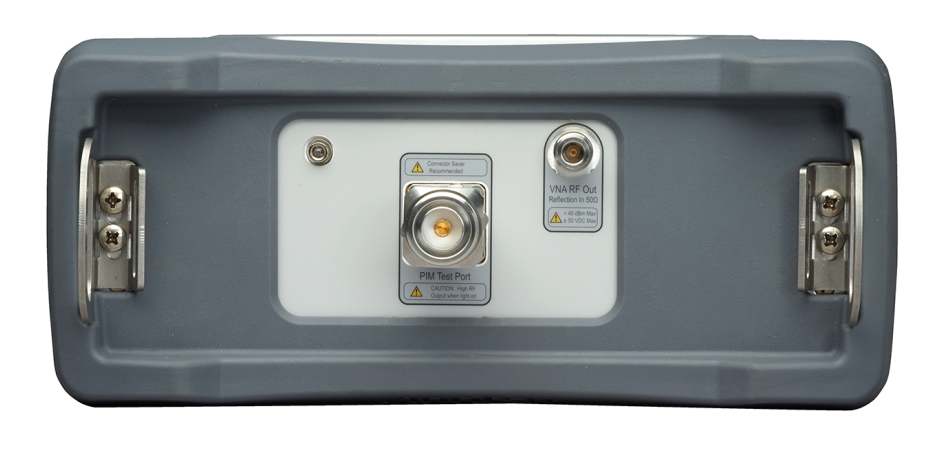 Connector Saver
Recommended
PIM Test Port
CAUTION: High RF
Output when light on
VNA RF Out
Reflection In 50Ω
+ 40 dBm Max
± 50 VDC Max